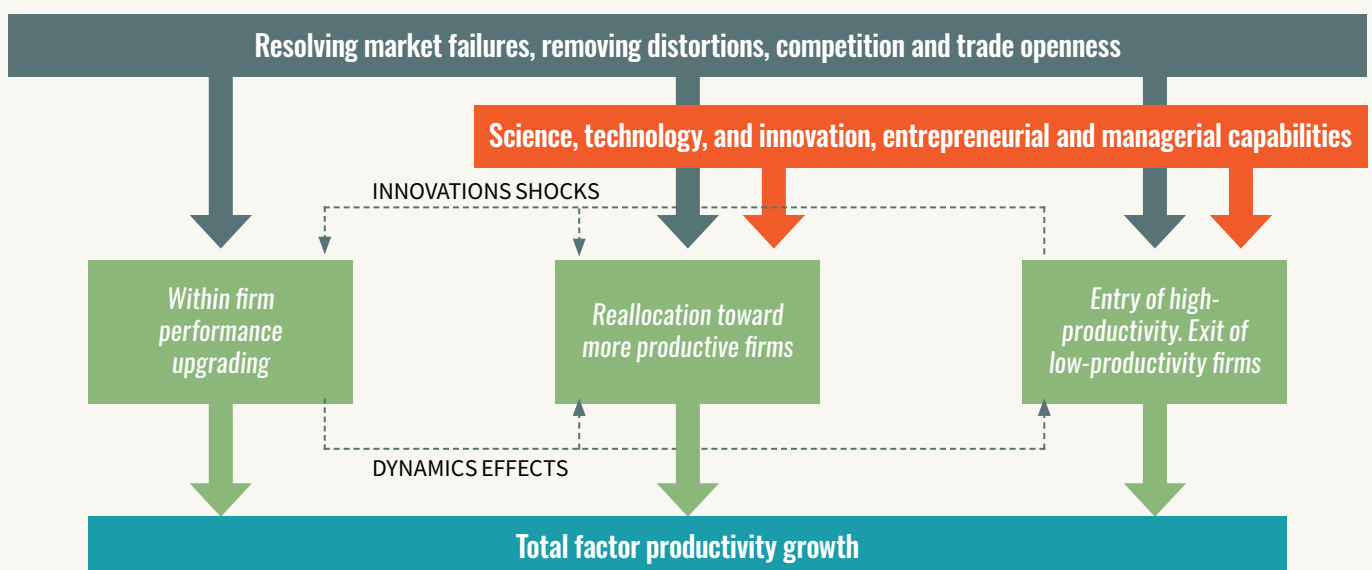 Resolving market failures, removing distortions, competition and trade openness
Science, technology, and innovation, entrepreneurial and managerial capabilities
INNOVATIONS SHOCKS
Within firm
performance
upgrading
Reallocation toward
more productive firms
Entry of high-
productivity. Exit of
low-productivity firms
DYNAMICS EFFECTS
Total factor productivity growth